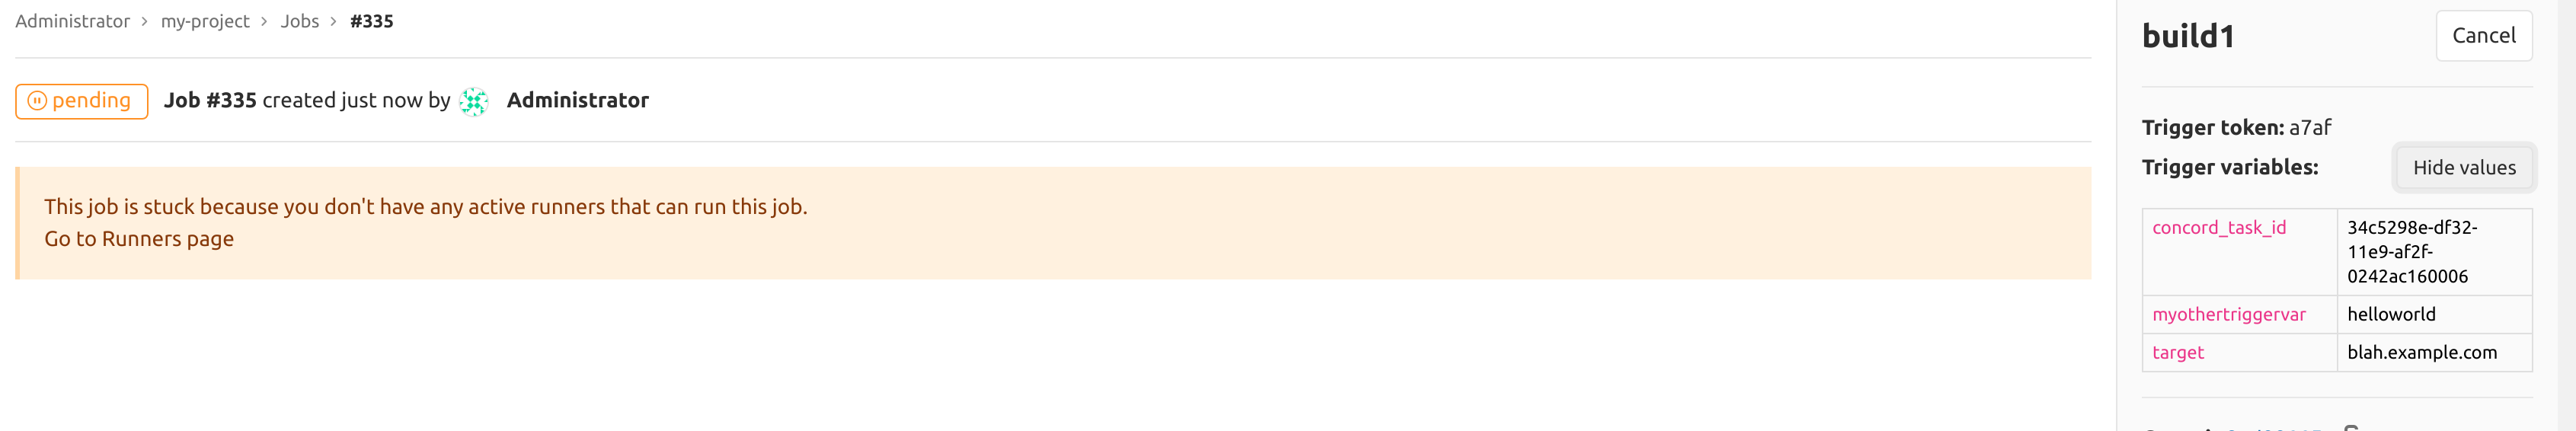 Administrator > my-project > Jobs > #335
pending Job #335 created just now by Administrator
This job is stuck because you don't have any active runners that can run this job.
Go to Runners page
build1 Cancel
Trigger token: a7af
Trigger variables: Hide values
concord_task_id 34c5298e-df32-
11e9-af2f-
0242ac160006
myothertriggervar helloworld
target blah.example.com